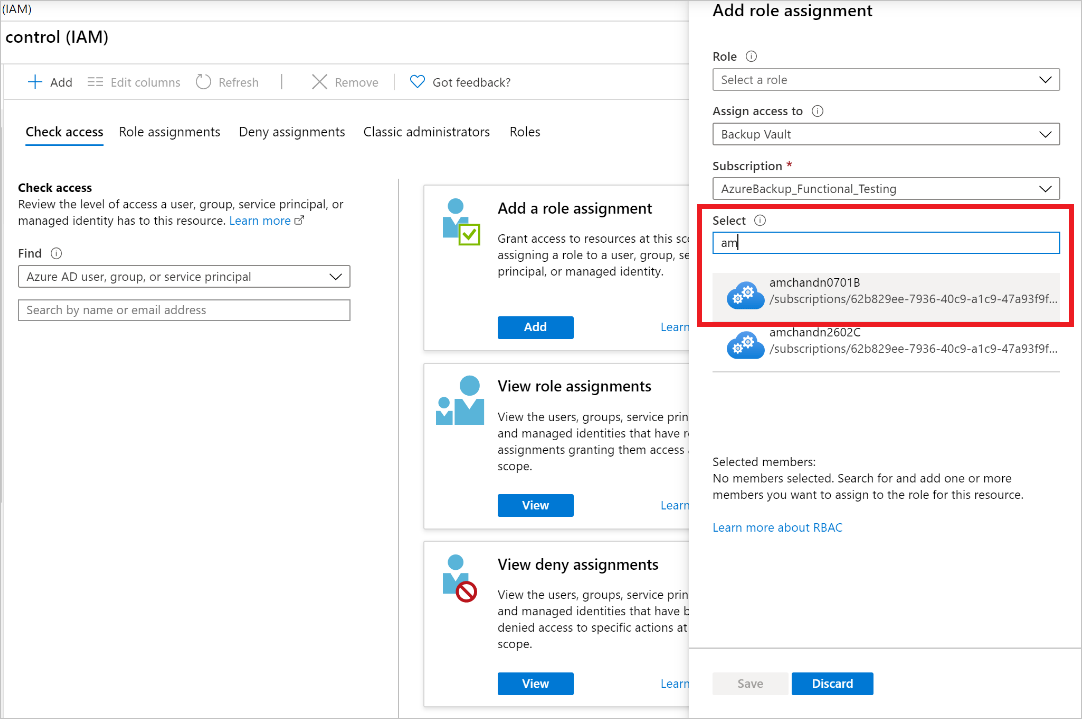 (IAM)
control (IAM)
Add Edit columns Refresh | Remove Got feedback?
Check access Role assignments Deny assignments Classic administrators Roles
Check access
Review the level of access a user, group, service principal, or
managed identity has to this resource. Learn more
Find
Azure AD user, group, or service principal
Search by name or email address
Add a role assignment
Grant access to resources at this sco
assigning a role to a user, group, se
principal, or managed identity.
Add Learn
View role assignments
View the users, groups, service prin
and managed identities that have r
assignments granting them access a
scope.
View Learn
View deny assignments
View the users, groups, service prin
and managed identities that have b
denied access to specific actions at
scope.
View Learn
Add role assignment
Role
Select a role
Assign access to
Backup Vault
Subscription *
AzureBackup_Functional_Testing
Select
am
amchandn0701B
/subscriptions/62b829ee-7936-40c9-a1c9-47a93f9f...
amchandn2602C
/subscriptions/62b829ee-7936-40c9-a1c9-47a93f9f...
Selected members:
No members selected. Search for and add one or more
members you want to assign to the role for this resource.
Learn more about RBAC
Save Discard